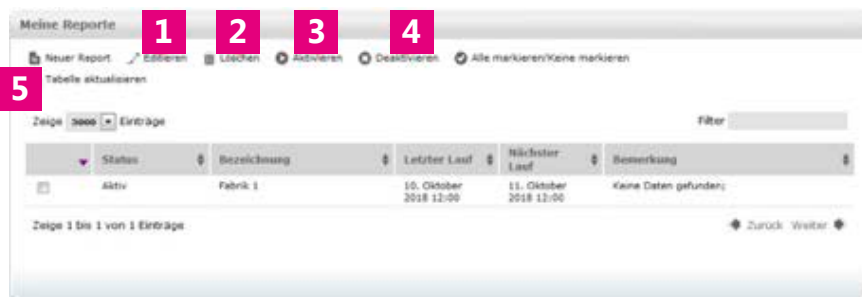 Meine Reporte
1 2 3 4
Neuer Report Editieren Löschen Aktivieren Deaktivieren Alle markieren/Keine markieren
5 Tabelle aktualisieren
Zeige 5000 Einträge Filter
Status Bezeichnung Letzter Lauf Nächster Lauf Bemerkung
Aktiv Fabrik 1 10. Oktober 2018 12:00 11. Oktober 2018 12:00 Keine Daten gefunden;
Zeige 1 bis 1 von 1 Einträge Zurück Weiter